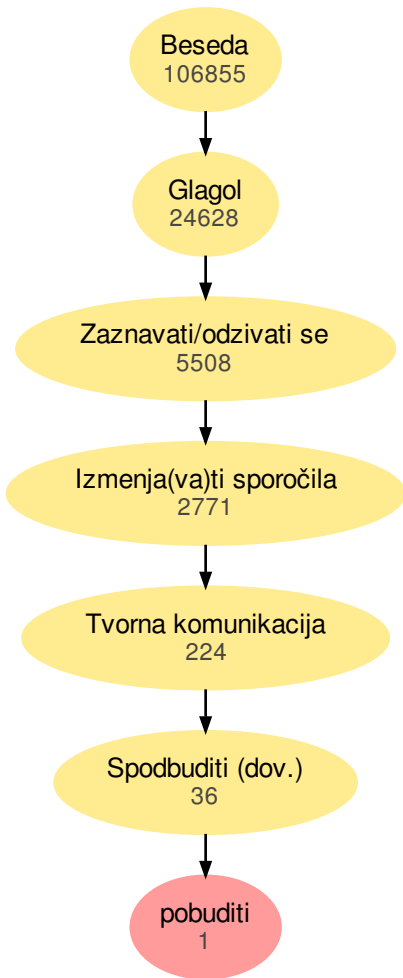 Beseda
106855
Glagol
24628
Zaznavati/odzivati se
5508
Izmenja(va)ti sporočila
2771
Tvorna komunikacija
224
Spodbuditi (dov.)
36
pobuditi
1